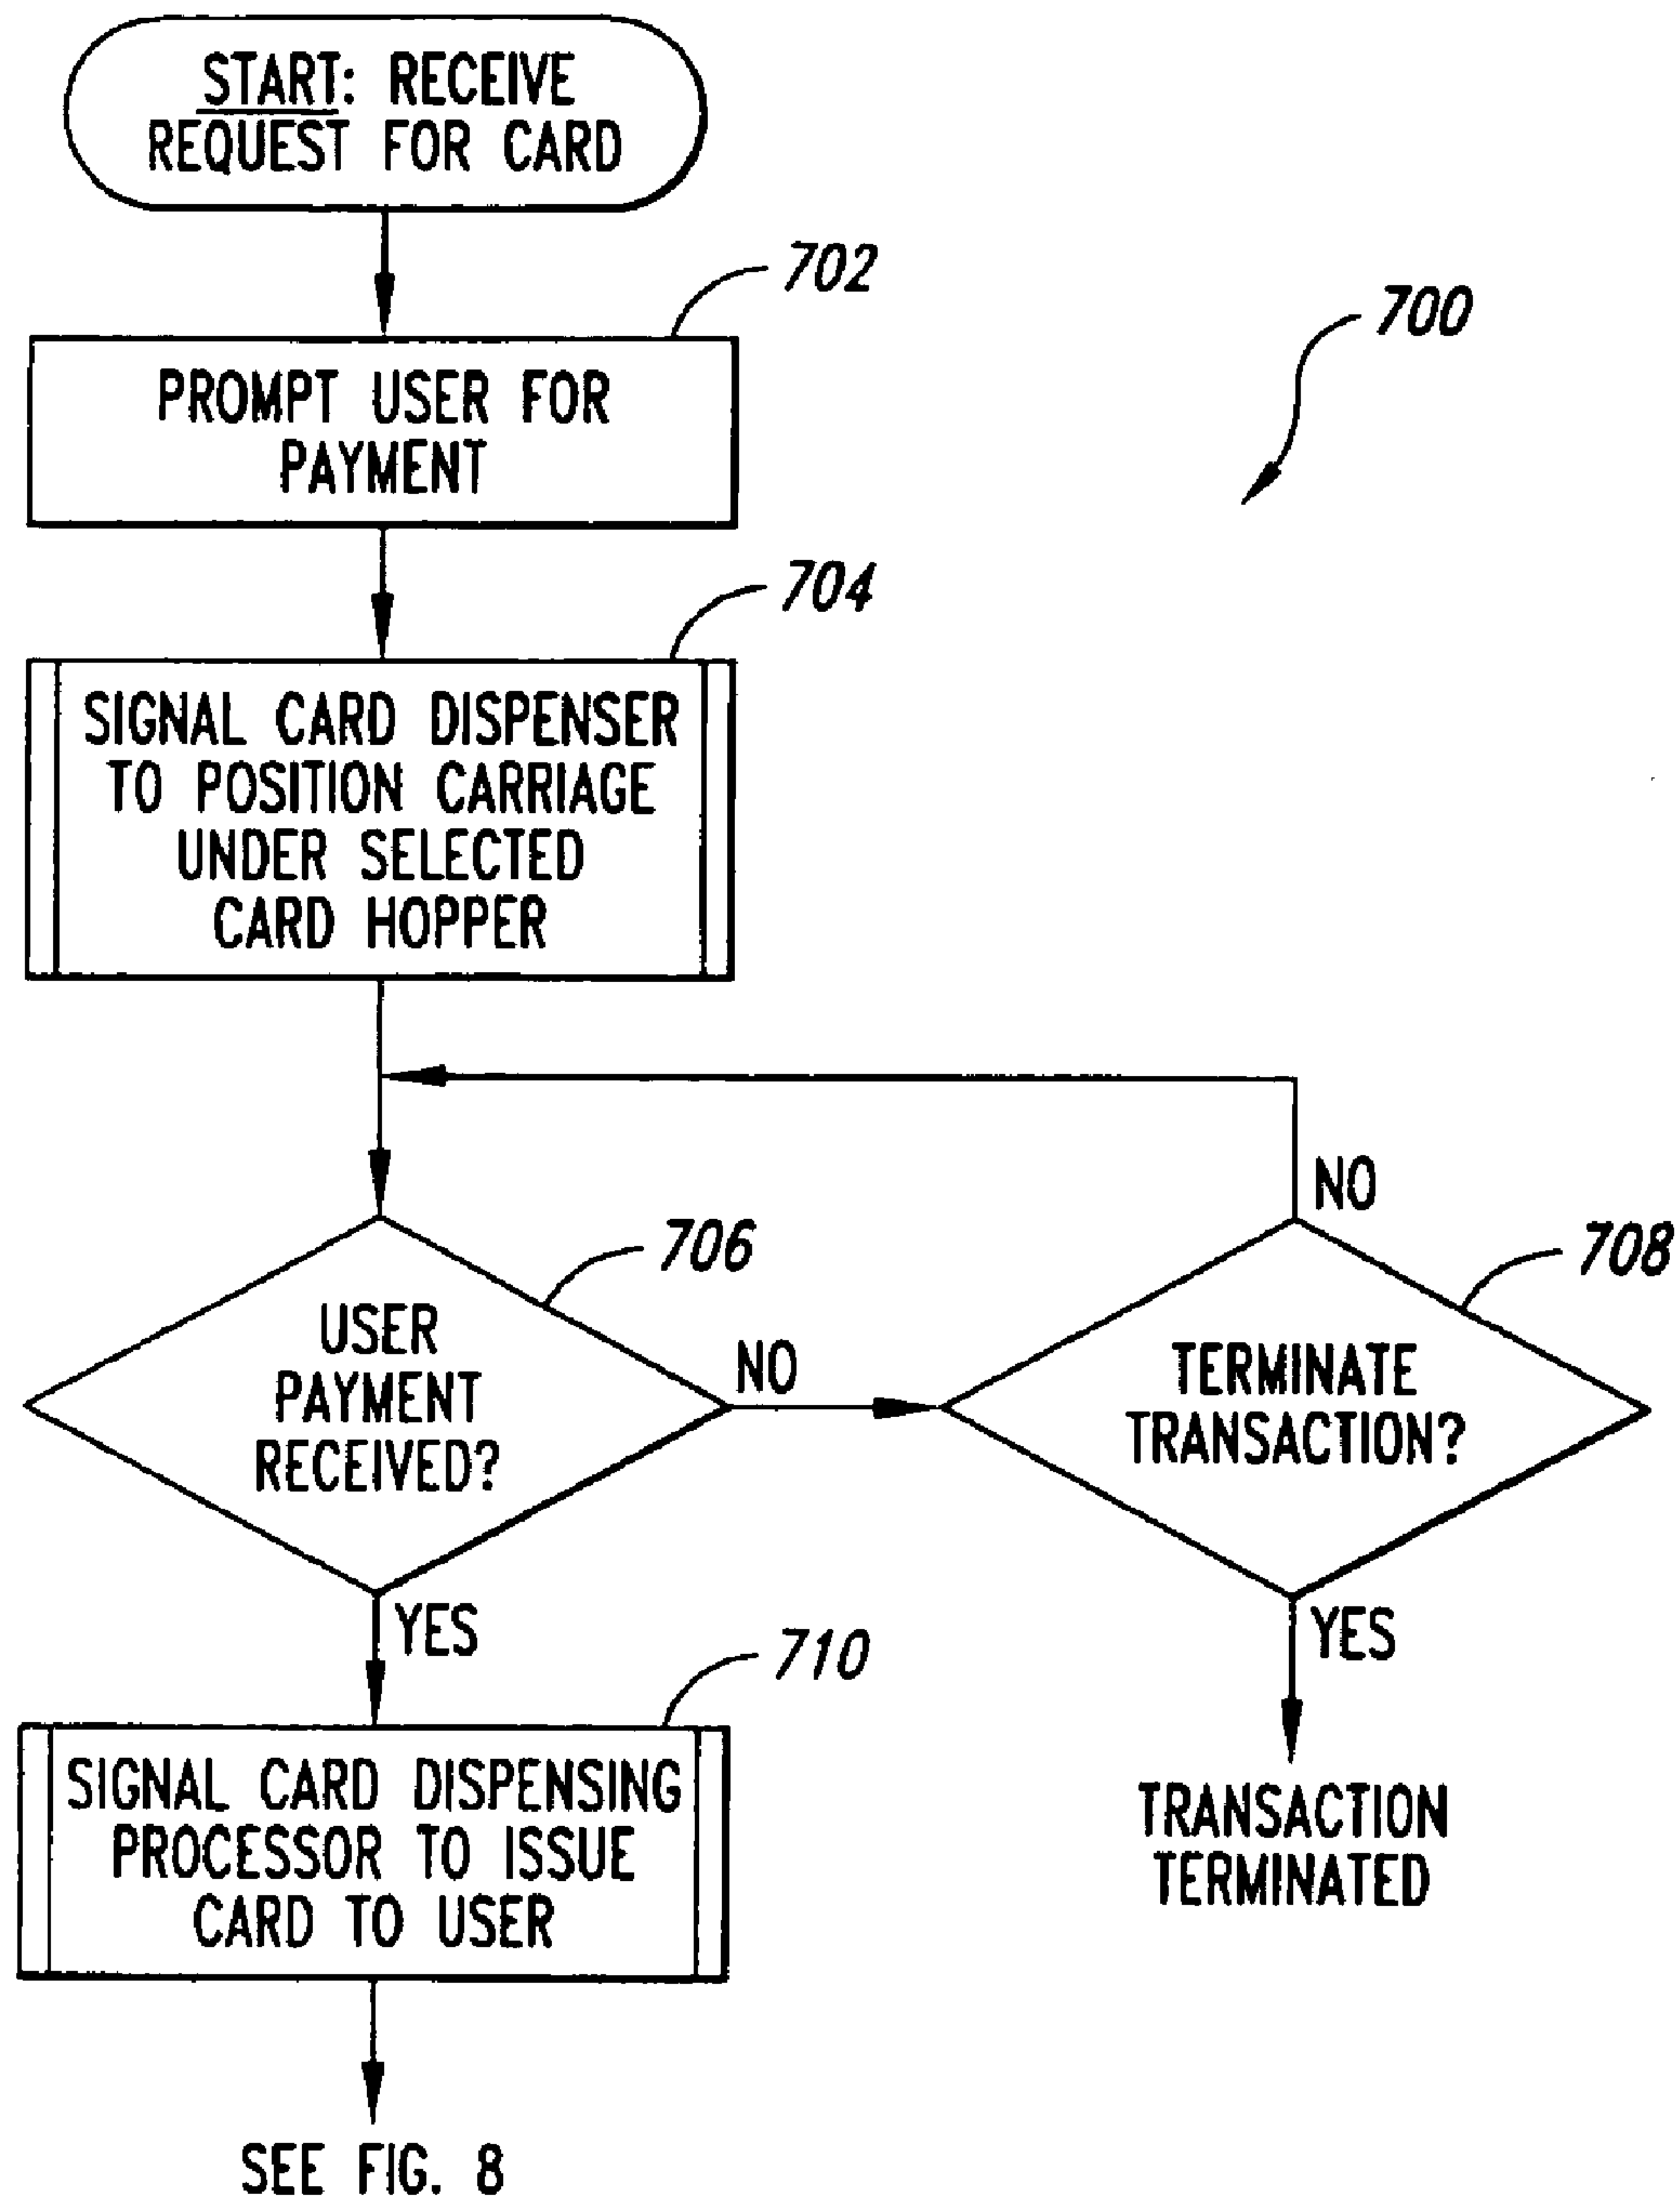 START: RECEIVE
REQUEST FOR CARD
702
700
PROMPT USER FOR
PAYMENT
704
SIGNAL CARD DISPENSER
TO POSITION CARRIAGE
UNDER SELECTED
CARD HOPPER
NO
706
708
USER
PAYMENT
RECEIVED?
NO
TERMINATE
TRANSACTION?
YES
YES
710
SIGNAL CARD DISPENSING
PROCESSOR TO ISSUE
CARD TO USER
TRANSACTION
TERMINATED
SEE FIG. 8